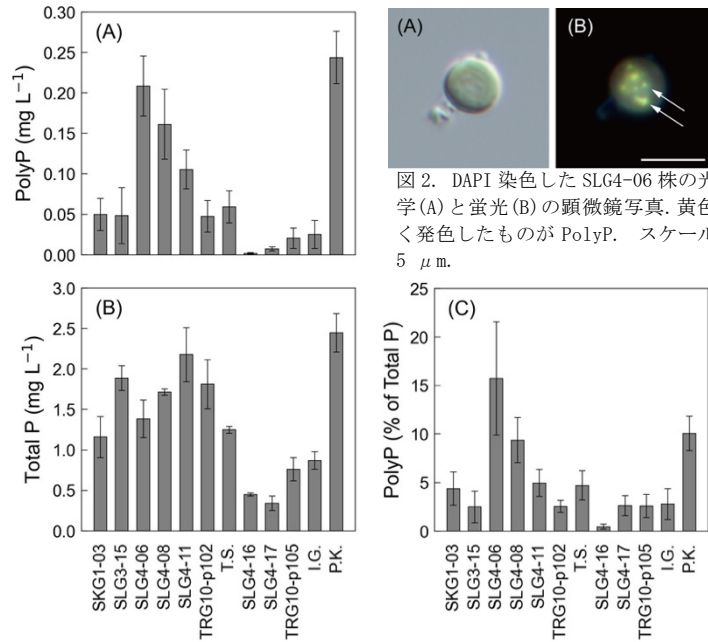 (A)
PolyP (mg L⁻¹)
0.30
0.25
0.20
0.15
0.10
0.05
0.00
(B)
Total P (mg L⁻¹)
3.0
2.5
2.0
1.5
1.0
0.5
0.0
SKG1-03
SLG3-15
SLG4-06
SLG4-08
SLG4-11
TRG10-p102
T.S.
SLG4-16
SLG4-17
TRG10-p105
I.G.
P.K.
(A)
(B)
図 2. DAPI 染色した SLG4-06 株の光
学(A)と蛍光(B)の顕微鏡写真. 黄色
く発色したものが PolyP. スケール
5 μm.
(C)
PolyP (% of Total P)
25
20
15
10
5
0
SKG1-03
SLG3-15
SLG4-06
SLG4-08
SLG4-11
TRG10-p102
T.S.
SLG4-16
SLG4-17
TRG10-p105
I.G.
P.K.